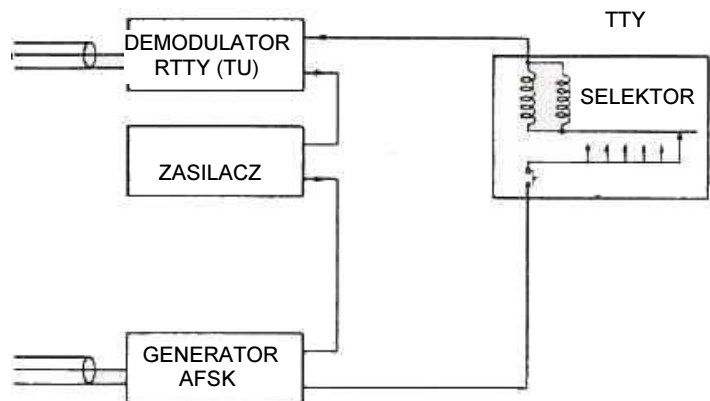 TTY
DEMODULATOR
RTTY (TU)
SELEKTOR
ZASILACZ
GENERATOR
AFSK